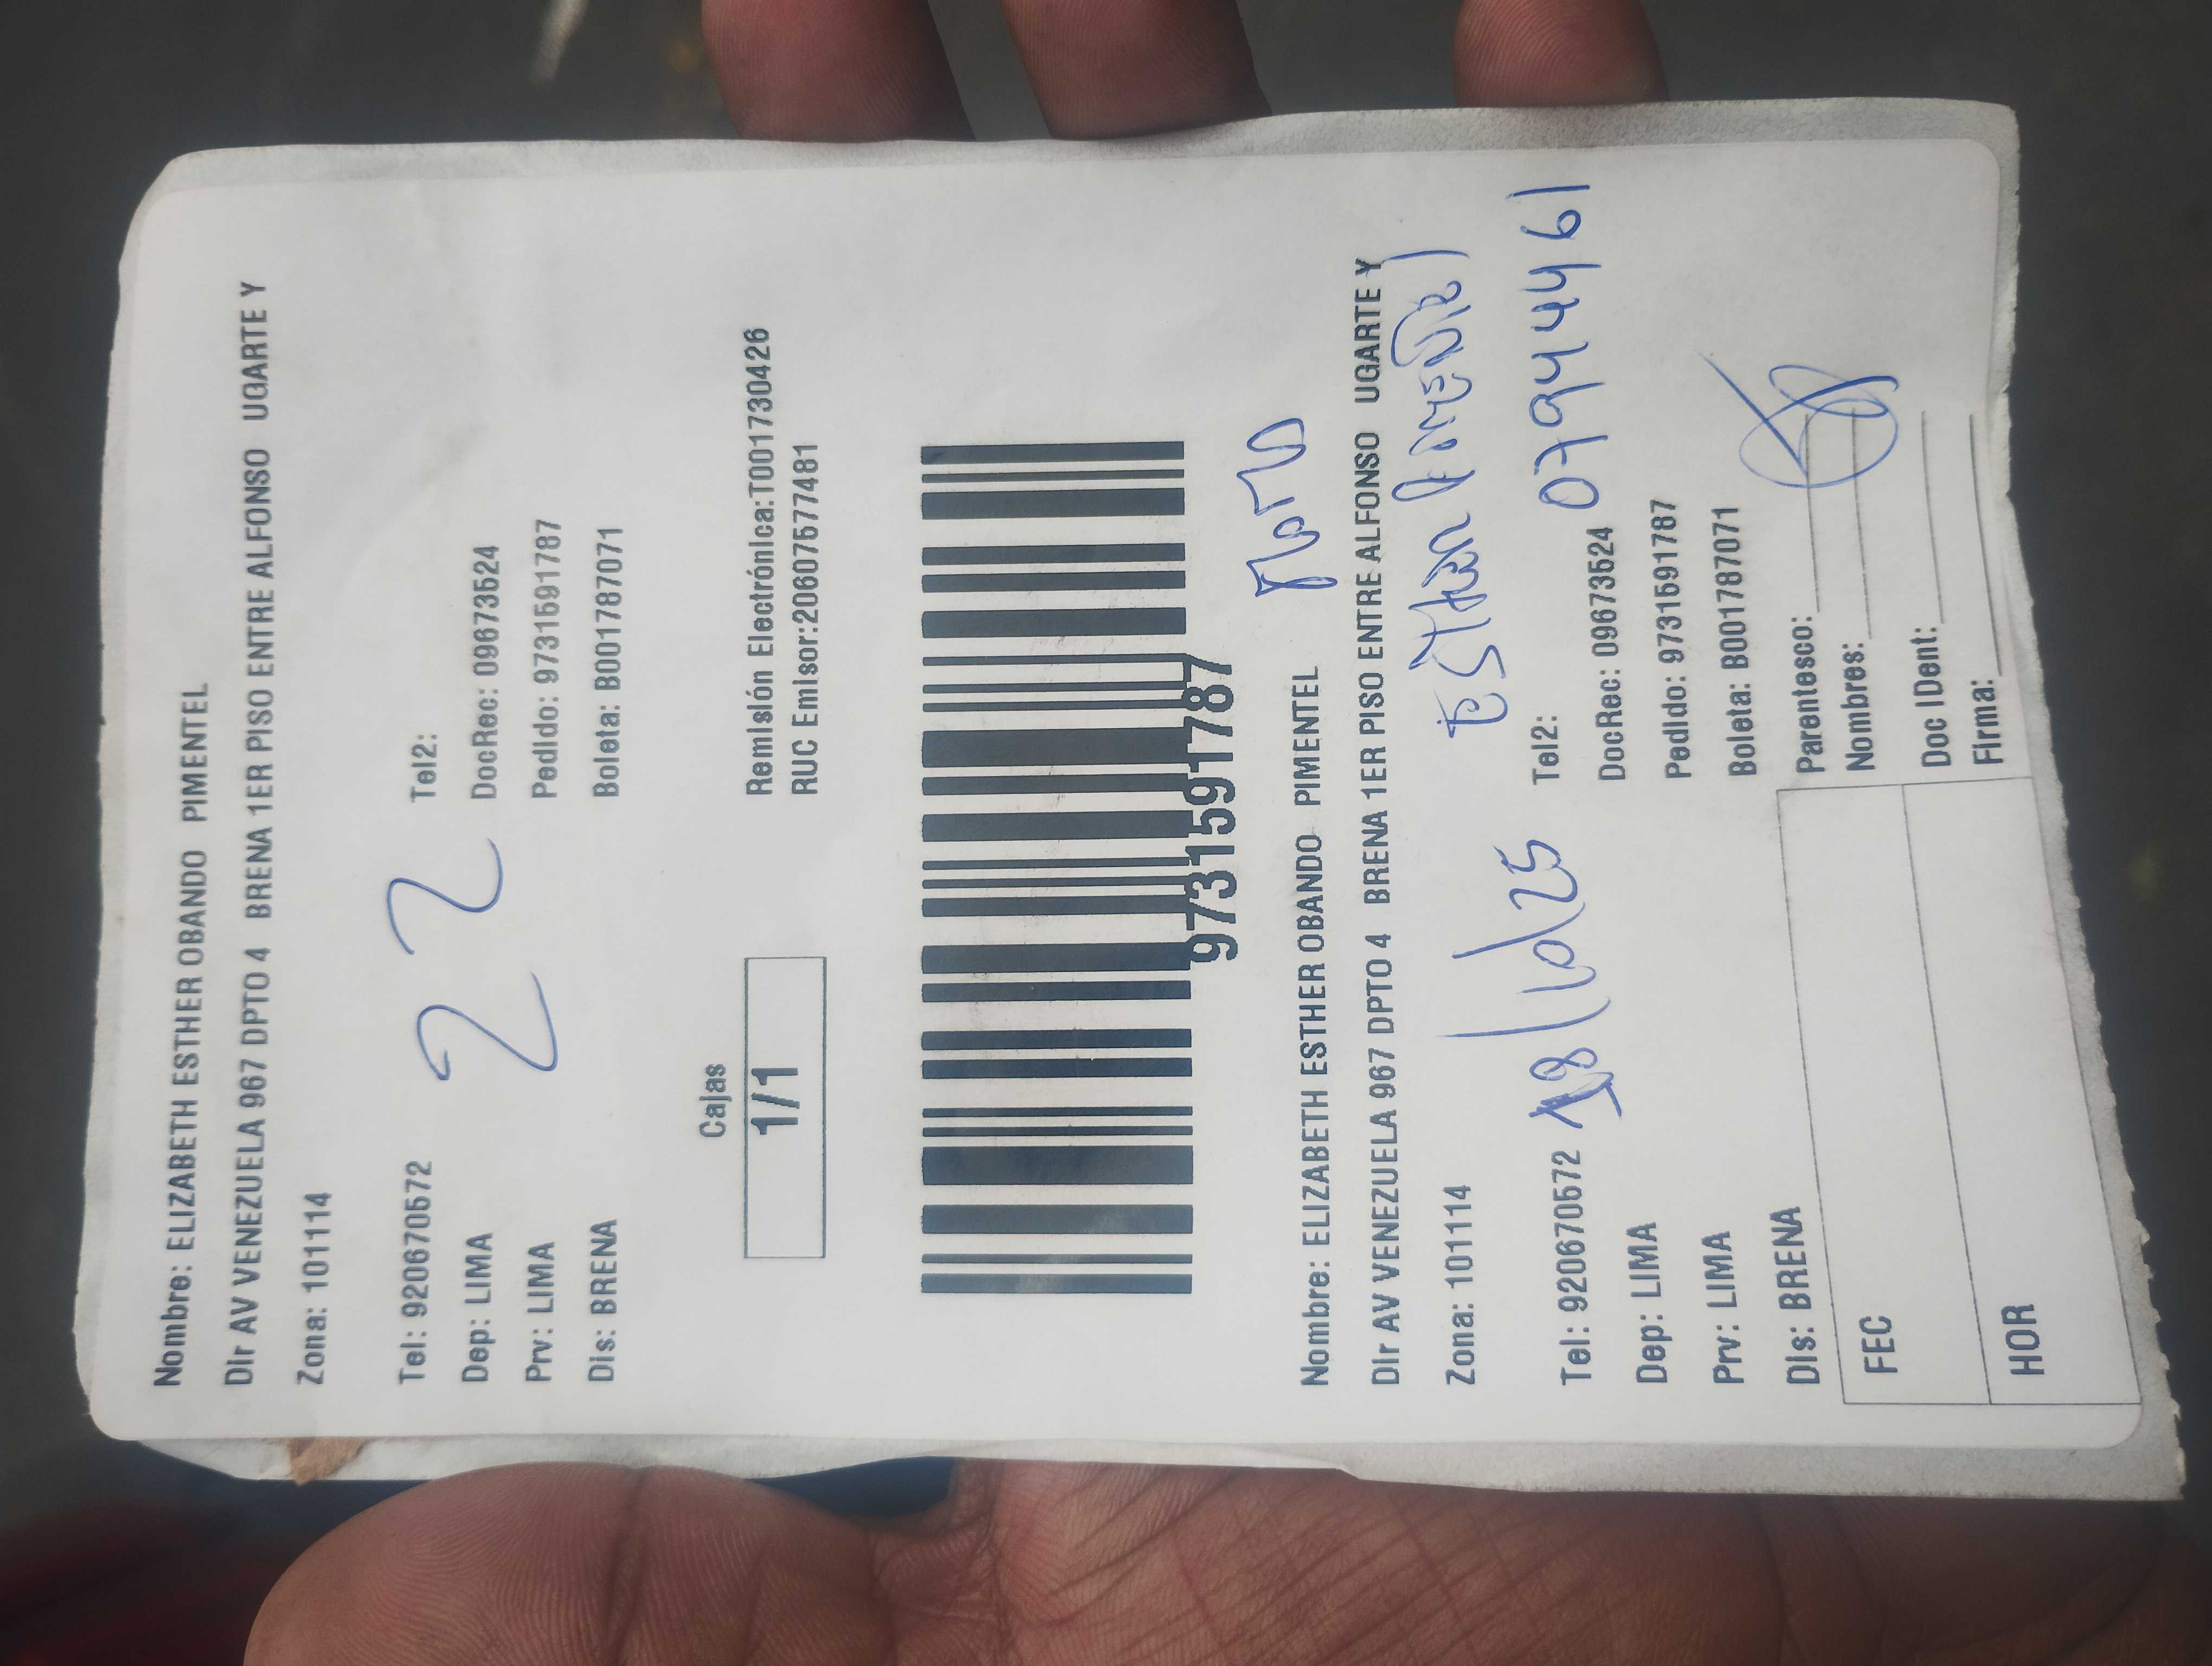 Nombre: ELIZABETH ESTHER OBANDO PIMENTEL
Dir AV VENEZUELA 967 DPTO 4 BRENA 1ER PISO ENTRE ALFONSO UGARTE Y
Zona: 101114
22
Tel: 920670572 Tel2:
Dep: LIMA DocRec: 09673524
Prv: LIMA Pedido: 9731591787
Dis: BRENA Boleta: B001787071
Cajas
1/1
Remisión Electrónica:T001730426
RUC Emisor:20607577481
9731591787
Nombre: ELIZABETH ESTHER OBANDO PIMENTEL
Dir AV VENEZUELA 967 DPTO 4 BRENA 1ER PISO ENTRE ALFONSO UGARTE Y
Zona: 101114
18/10/25
07944461
Tel: 920670572 Tel2:
Dep: LIMA DocRec: 09673524
Prv: LIMA Pedido: 9731591787
Dis: BRENA Boleta: B001787071
FEC
HOR
Parentesco:
Nombres:
Doc IDent:
Firma: